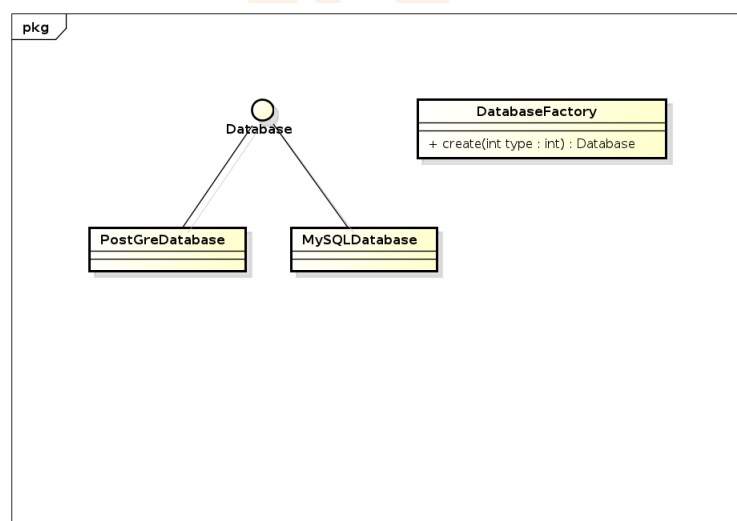 pkg
Database
DatabaseFactory
+ create(int type : int) : Database
PostGreDatabase
MySQLDatabase